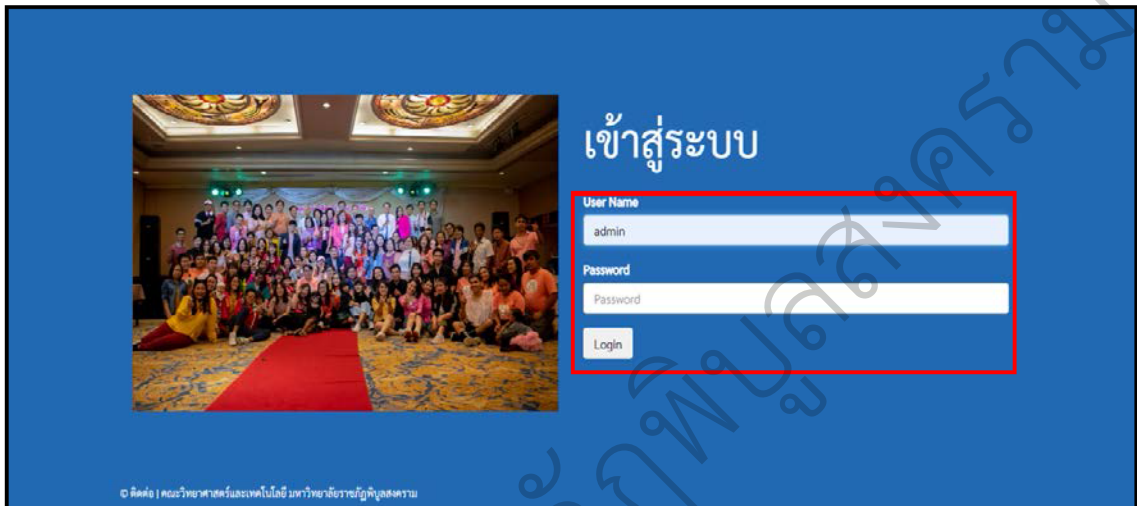 เข้าสู่ระบบ
User Name
admin
Password
Password
Login
© ติดต่อ | คณะวิทยาศาสตร์และเทคโนโลยี มหาวิทยาลัยราชภัฏพิบูลสงคราม